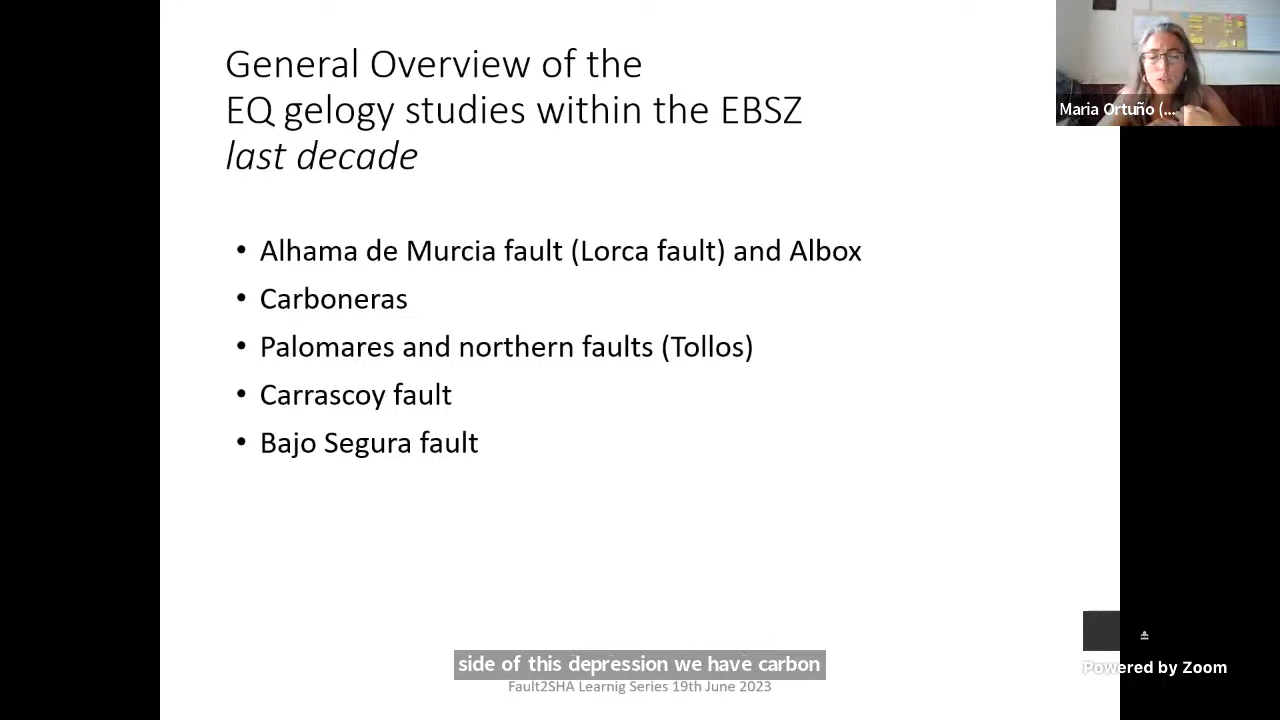 General Overview of the
EQ gelogy studies within the EBSZ
last decade
• Alhama de Murcia fault (Lorca fault) and Albox
• Carboneras
• Palomares and northern faults (Tollos)
• Carrascoy fault
• Bajo Segura fault
Maria Ortuño (...
side of this depression we have carbon
Fault2SHA Learnig Series 19th June 2023
Powered by Zoom